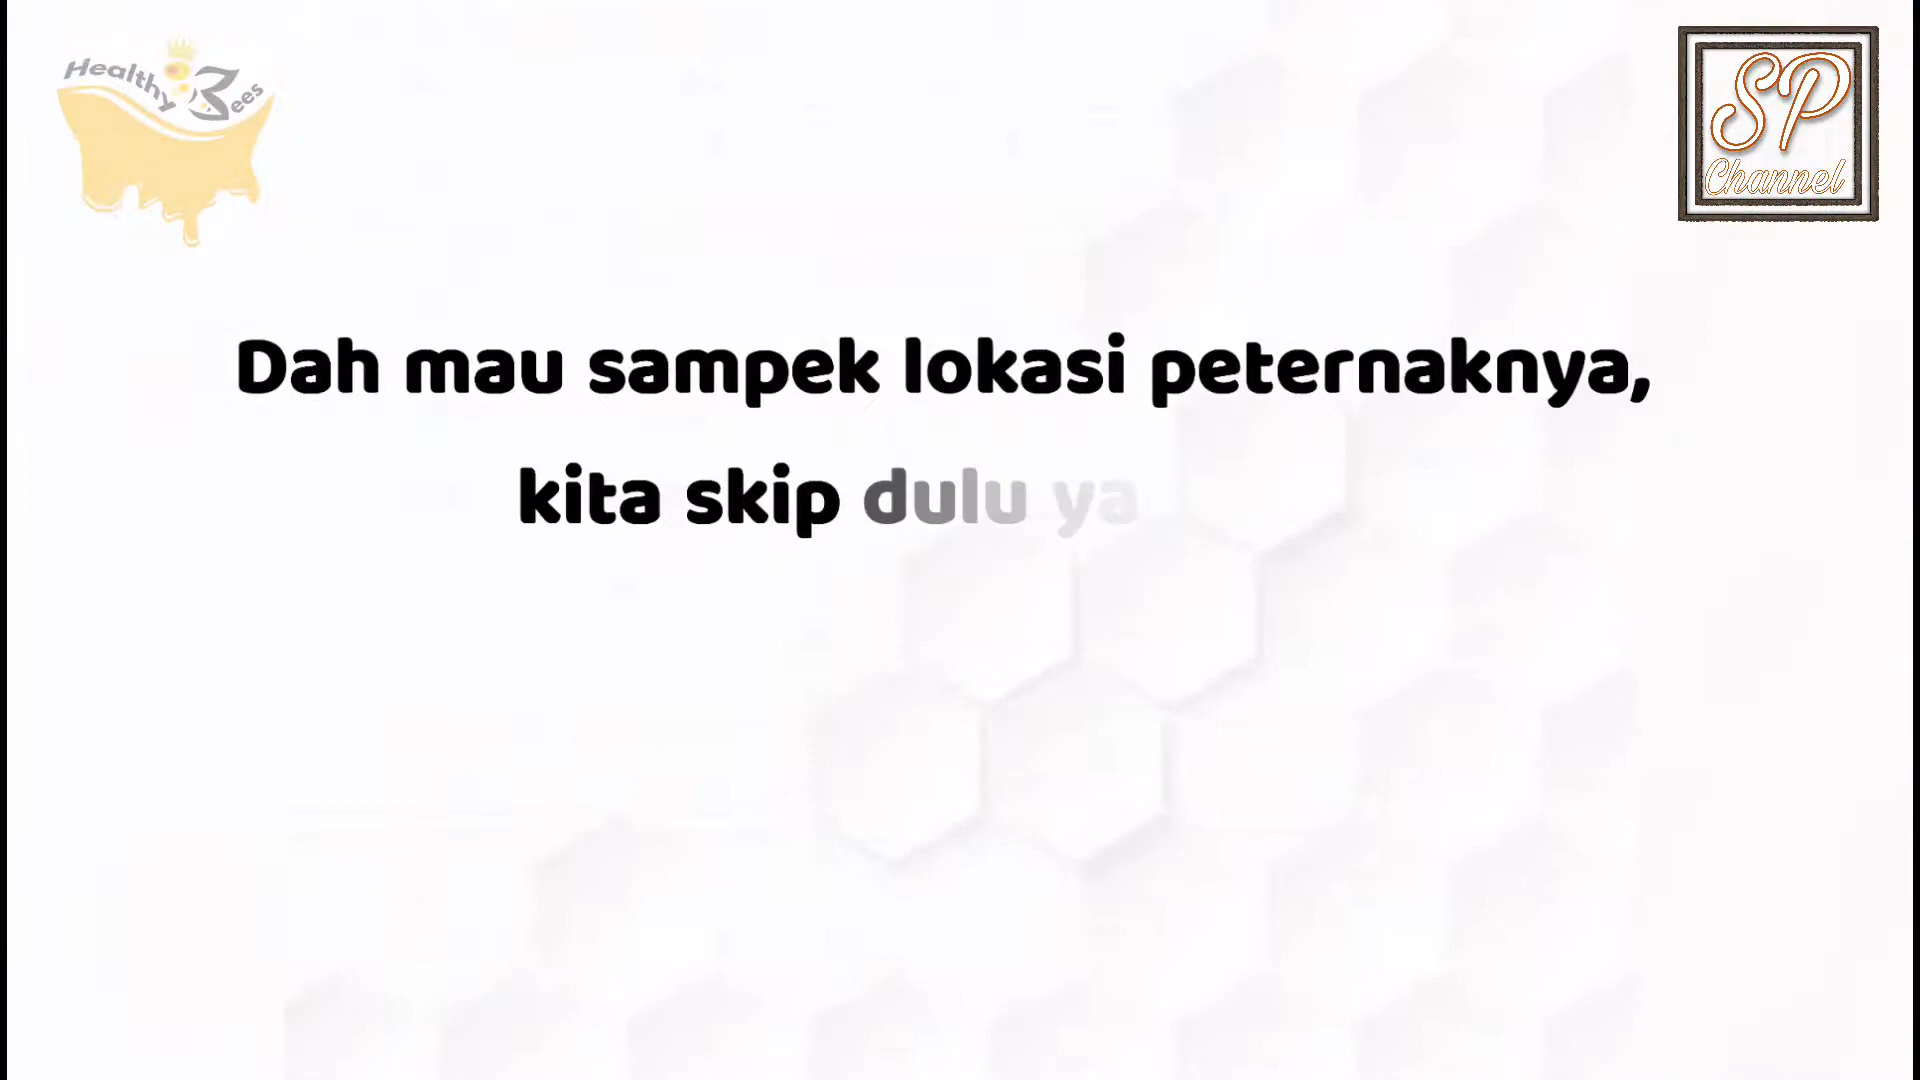 Healthy Bees
SP
Channel
Dah mau sampek lokasi peternaknya,
kita skip dulu ya